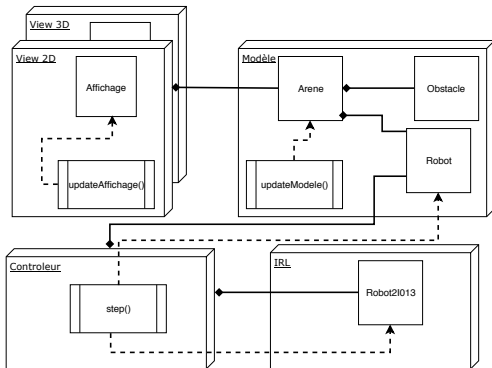 View 3D
View 2D
Affichage
updateAffichage()
Modèle
Arene
Obstacle
updateModele()
Robot
Controleur
step()
IRL
Robot2I013